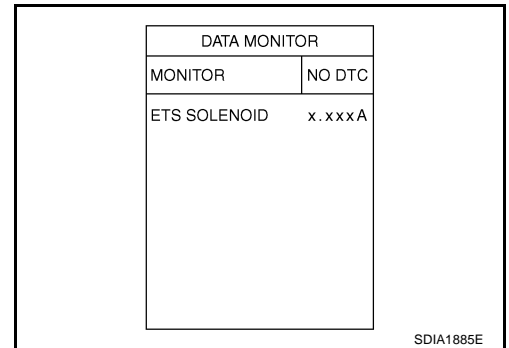 DATA MONITOR
MONITOR NO DTC
ETS SOLENOID x.xxxA
SDIA1885E